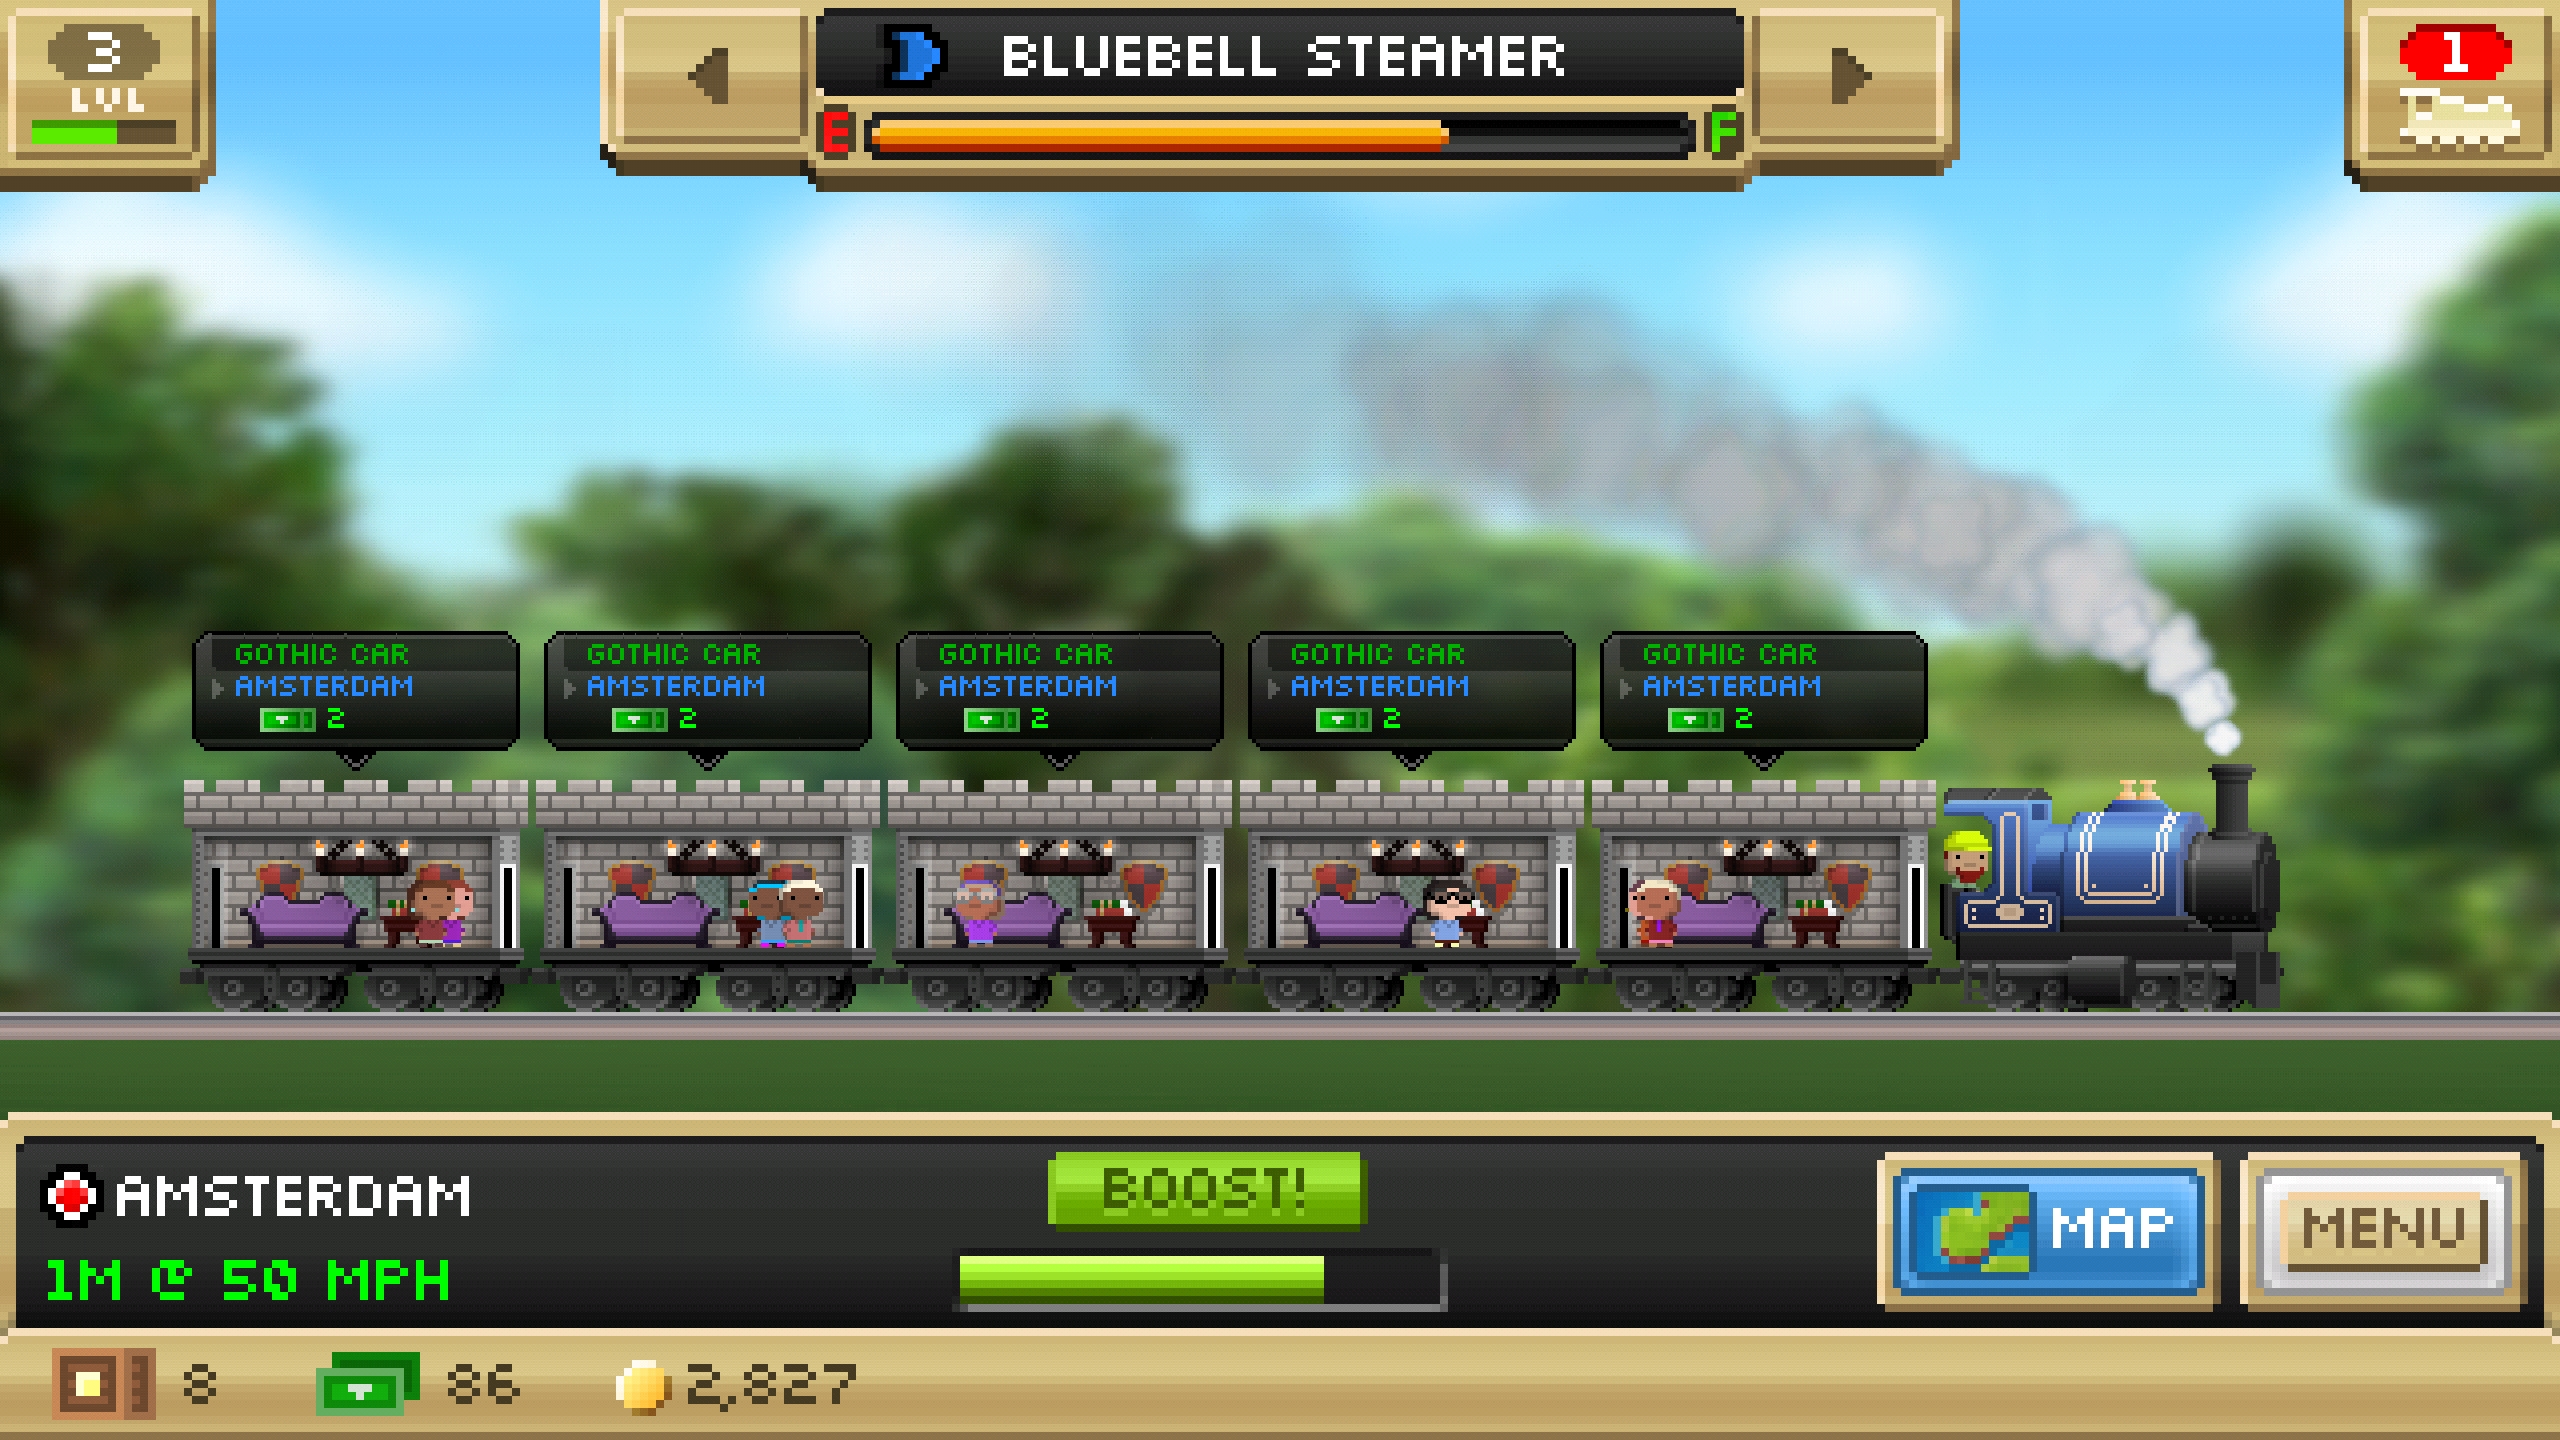 3
LVL
BLUEBELL STEAMER
E F
1
GOTHIC CAR
AMSTERDAM
2
GOTHIC CAR
AMSTERDAM
2
GOTHIC CAR
AMSTERDAM
2
GOTHIC CAR
AMSTERDAM
2
GOTHIC CAR
AMSTERDAM
2
AMSTERDAM
1M @ 50 MPH
BOOST!
MAP
MENU
8
86
2,827